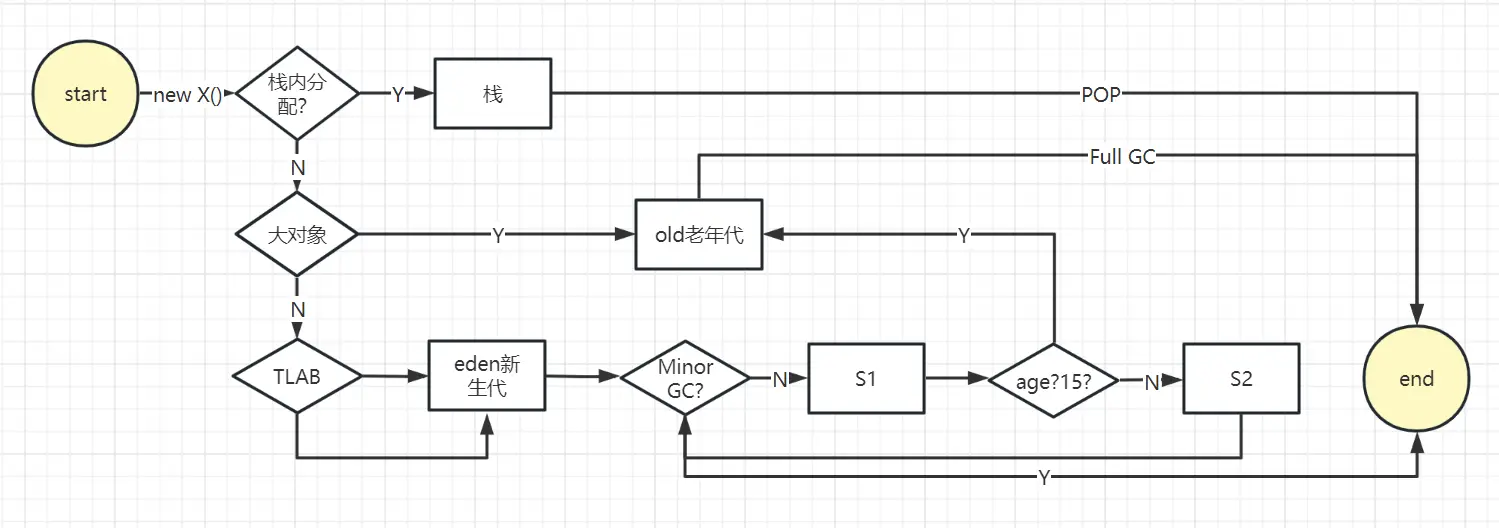 start
new X()
栈内分
配?
Y
栈
POP
N
Full GC
大对象
Y
old老年代
Y
N
TLAB
eden新
生代
Minor
GC?
N
S1
age?15?
N
S2
end
Y